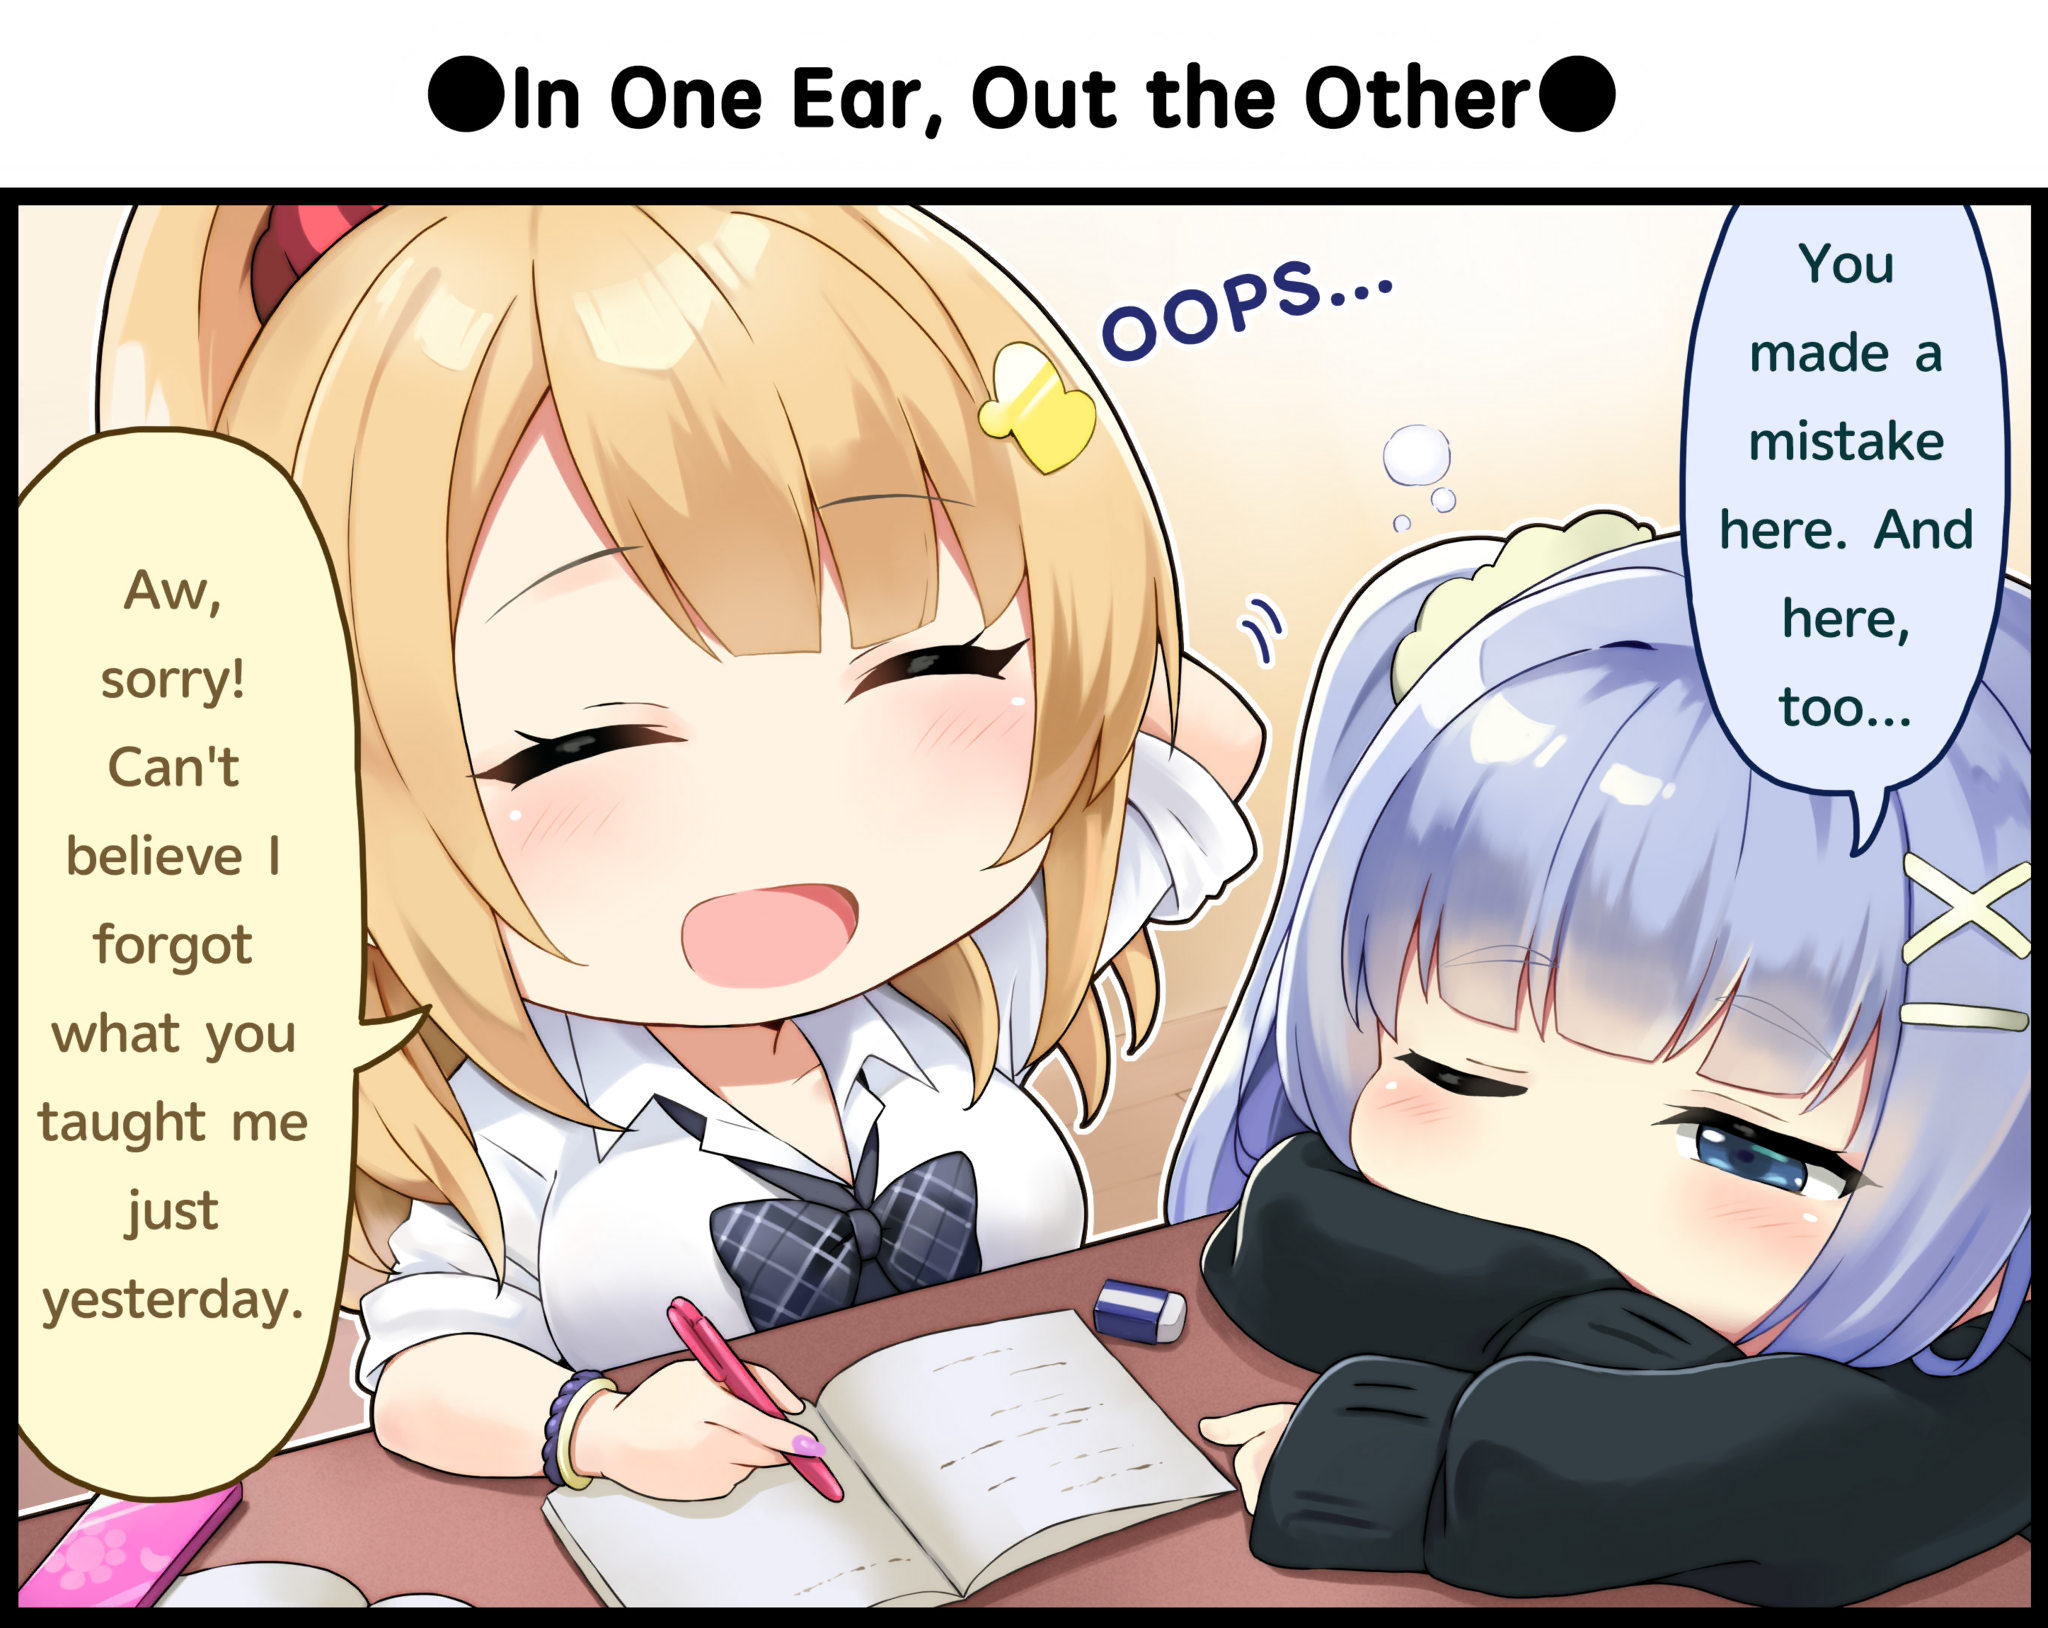 ●In One Ear, Out the Other●
OOPS...
You
made a
mistake
here. And
here,
too...
Aw,
sorry!
Can't
believe I
forgot
what you
taught me
just
yesterday.